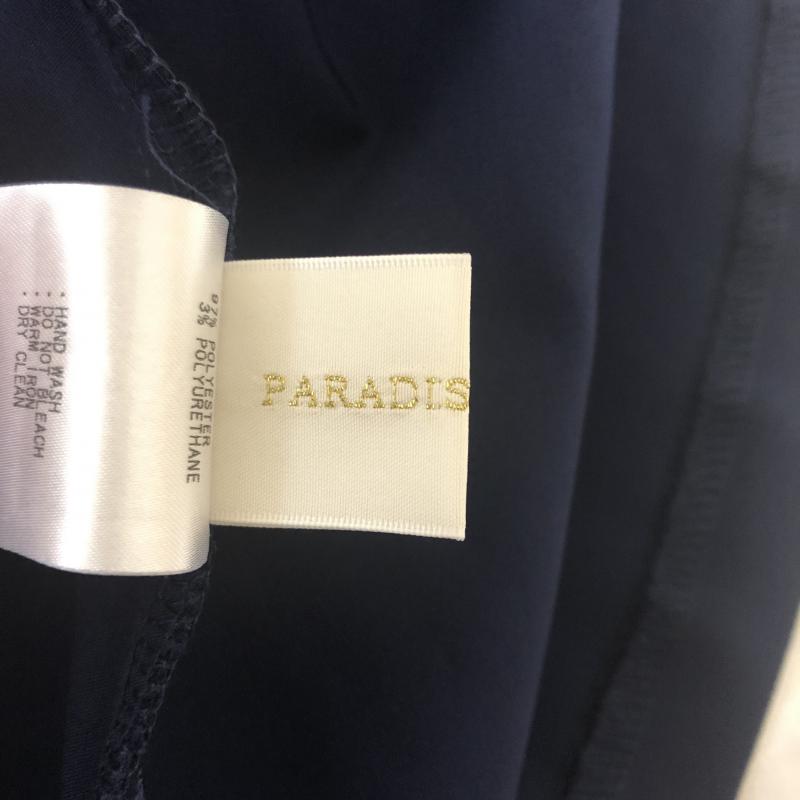 97% POLYESTER
3% POLYURETHANE
• HAND WASH
• DO NOT BLEACH
• WARM IRON
• DRY CLEAN
PARADIS